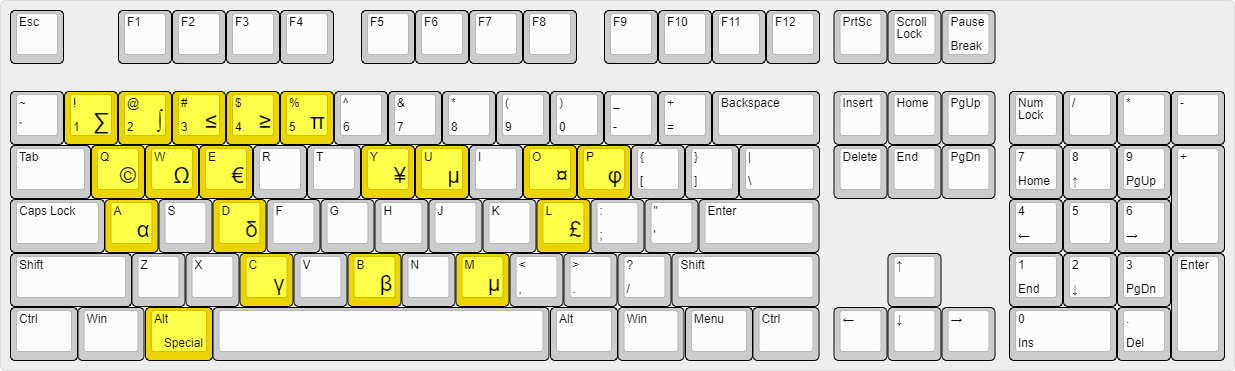 Esc F1 F2 F3 F4 F5 F6 F7 F8 F9 F10 F11 F12 PrtSc Scroll Lock Pause Break
~ ` ! 1 ∑ @ 2 ∫ # 3 ≤ $ 4 ≥ % 5 π ^ 6 & 7 * 8 ( 9 ) 0 _ - + = Backspace Insert Home PgUp Num Lock / * -
Tab Q © W Ω E € R T Y ¥ U µ I O ¤ P φ { [ } ] | \ Delete End PgDn 7 Home 8 ↑ 9 PgUp +
Caps Lock A α S D δ F G H J K L £ : ; " ' Enter 4 ← 5 6 →
Shift Z X C γ V B β N M µ < , > . ? / Shift ↑ 1 End 2 ↓ 3 PgDn Enter
Ctrl Win Alt Special Alt Win Menu Ctrl ← ↓ → 0 Ins . Del